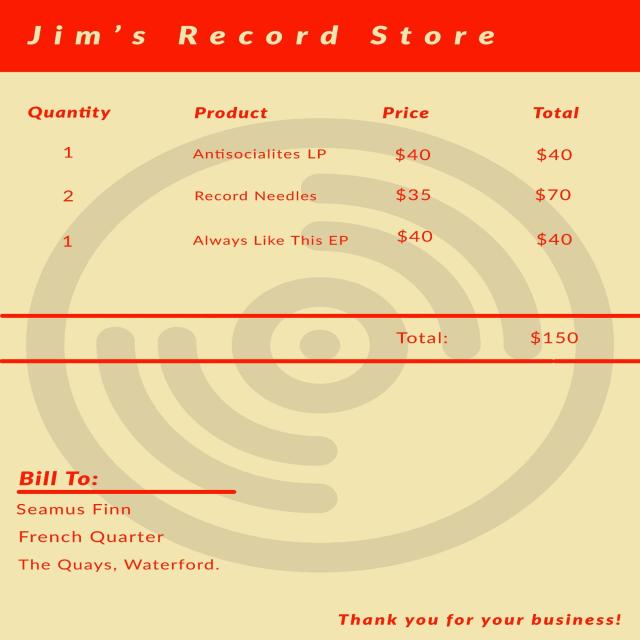 Jim's Record Store
Quantity Product Price Total
1 Antisocialites LP $40 $40
2 Record Needles $35 $70
1 Always Like This EP $40 $40
Total: $150
Bill To:
Seamus Finn
French Quarter
The Quays, Waterford.
Thank you for your business!